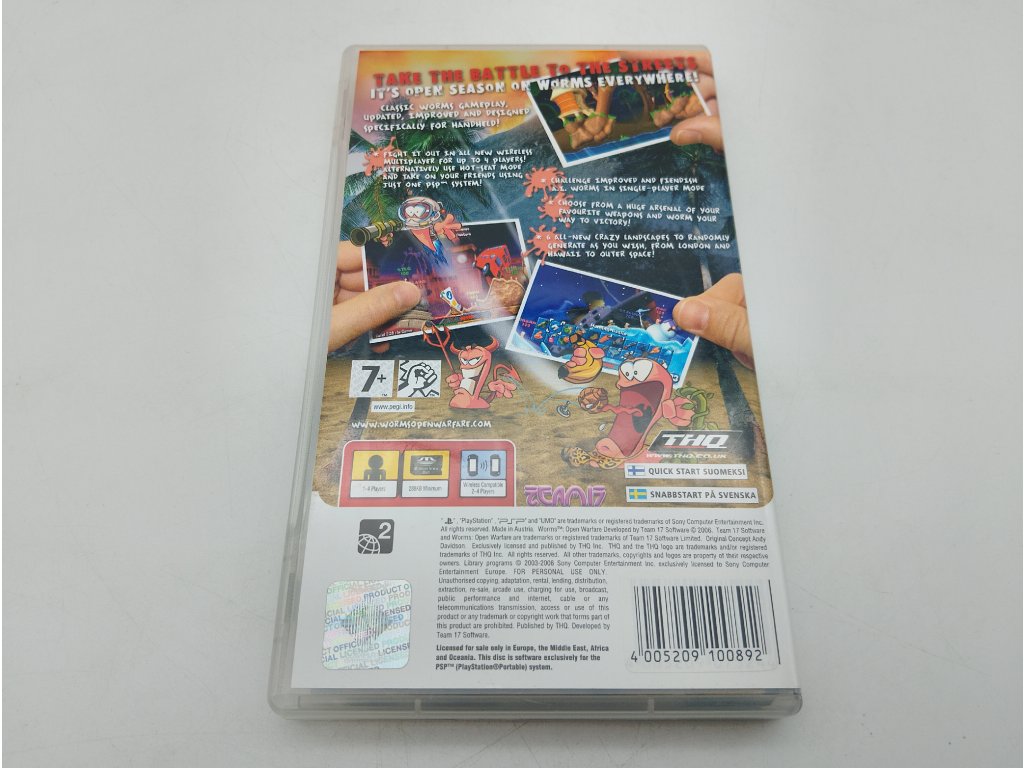 TAKE THE BATTLE TO THE STREETS
IT'S OPEN SEASON ON WORMS EVERYWHERE!
CLASSIC WORMS GAMEPLAY,
UPDATED, IMPROVED AND DESIGNED
SPECIFICALLY FOR HANDHELD!
* FIGHT IT OUT IN ALL NEW WIRELESS
MULTIPLAYER FOR UP TO 4 PLAYERS!
ALTERNATIVELY USE HOT-SEAT MODE
AND TAKE ON YOUR FRIENDS USING
JUST ONE PSP™ SYSTEM!
* CHALLENGE IMPROVED AND FIENDISH
A.I. WORMS IN SINGLE-PLAYER MODE
* CHOOSE FROM A HUGE ARSENAL OF YOUR
FAVOURITE WEAPONS AND WORM YOUR
WAY TO VICTORY!
* 6 ALL-NEW CRAZY LANDSCAPES TO RANDOMLY
GENERATE AS YOU WISH, FROM LONDON AND
HAWAII TO OUTER SPACE!
7+
www.pegi.info
WWW.WORMSOPENWARFARE.COM
THQ
WWW.THQ.CO.UK
QUICK START SUOMEKSI
SNABBSTART PÅ SVENSKA
1-4 Players
288KB Minimum
Wireless Compatible
2-4 Players
TEAM17
2
"PlayStation", "PSP" and "UMD" are trademarks or registered trademarks of Sony Computer Entertainment Inc.
All rights reserved. Made in Austria. Worms™: Open Warfare Developed by Team 17 Software © 2006. Team 17 Software
and Worms: Open Warfare are trademarks or registered trademarks of Team 17 Software Limited. Original Concept Andy
Davidson. Exclusively licensed and published by THQ Inc. THQ and the THQ logo are trademarks and/or registered
trademarks of THQ Inc. All rights reserved. All other trademarks, copyrights and logos are property of their respective
owners. Library programs © 2003-2006 Sony Computer Entertainment Inc. exclusively licensed to Sony Computer
Entertainment Europe. FOR PERSONAL USE ONLY.
Unauthorised copying, adaptation, rental, lending, distribution,
extraction, re-sale, arcade use, charging for use, broadcast,
public performance and internet, cable or any
telecommunications transmission, access or use of this
product or any trademark or copyright work that forms part of
this product are prohibited. Published by THQ. Developed by
Team 17 Software.
Licensed for sale only in Europe, the Middle East, Africa
and Oceania. This disc is software exclusively for the
PSP™ (PlayStation®Portable) system.
4 005209 100892